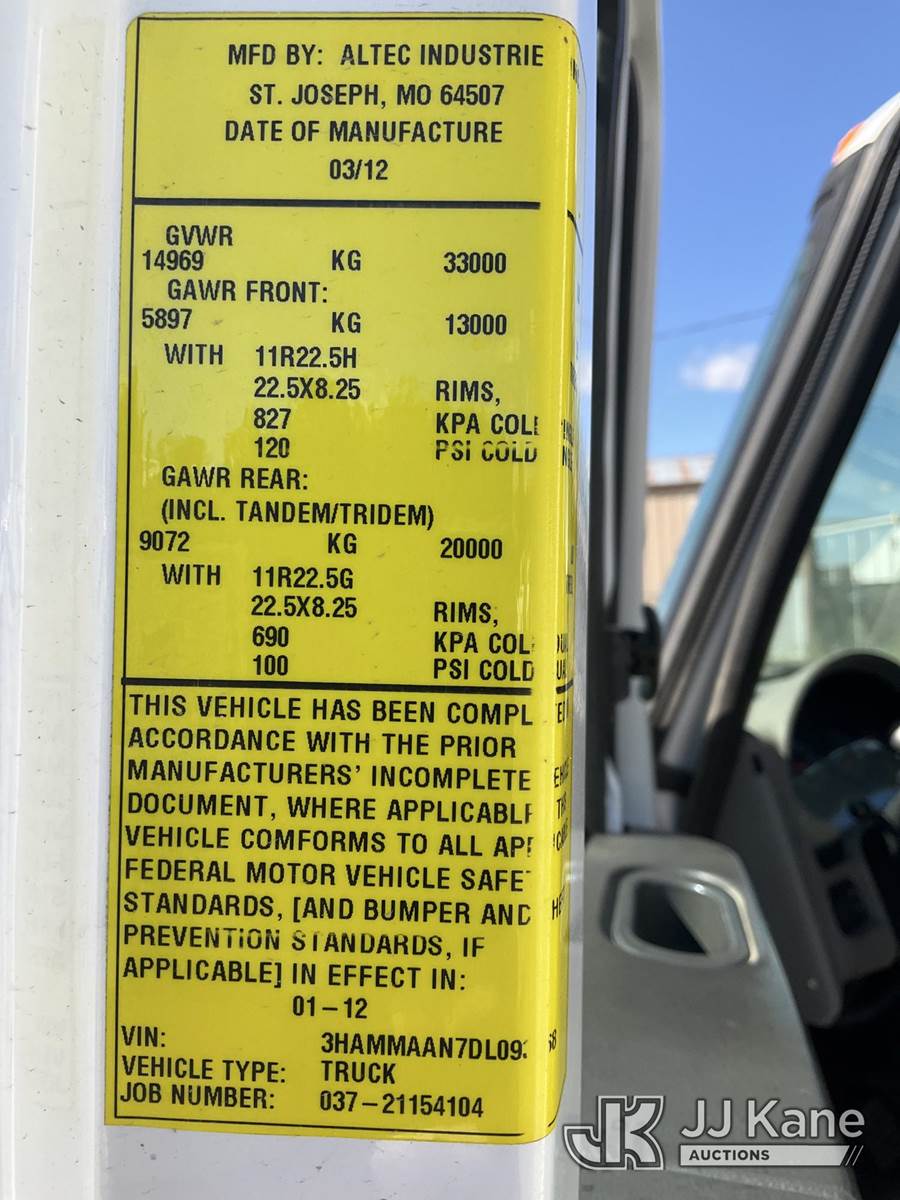 MFD BY: ALTEC INDUSTRIE
ST. JOSEPH, MO 64507
DATE OF MANUFACTURE
03/12
GVWR
14969 KG 33000
GAWR FRONT:
5897 KG 13000
WITH 11R22.5H
22.5X8.25 RIMS,
827 KPA COLD
120 PSI COLD
GAWR REAR:
(INCL. TANDEM/TRIDEM)
9072 KG 20000
WITH 11R22.5G
22.5X8.25 RIMS,
690 KPA COL
100 PSI COLD
THIS VEHICLE HAS BEEN COMPL
ACCORDANCE WITH THE PRIOR
MANUFACTURERS' INCOMPLETE
DOCUMENT, WHERE APPLICABLE
VEHICLE COMFORMS TO ALL
FEDERAL MOTOR VEHICLE SAFE
STANDARDS, [AND BUMPER AND
PREVENTION STANDARDS, IF
APPLICABLE] IN EFFECT IN:
01-12
VIN: 3HAMMAAN7DL09
VEHICLE TYPE: TRUCK
JOB NUMBER: 037-21154104
JK JJ Kane
AUCTIONS